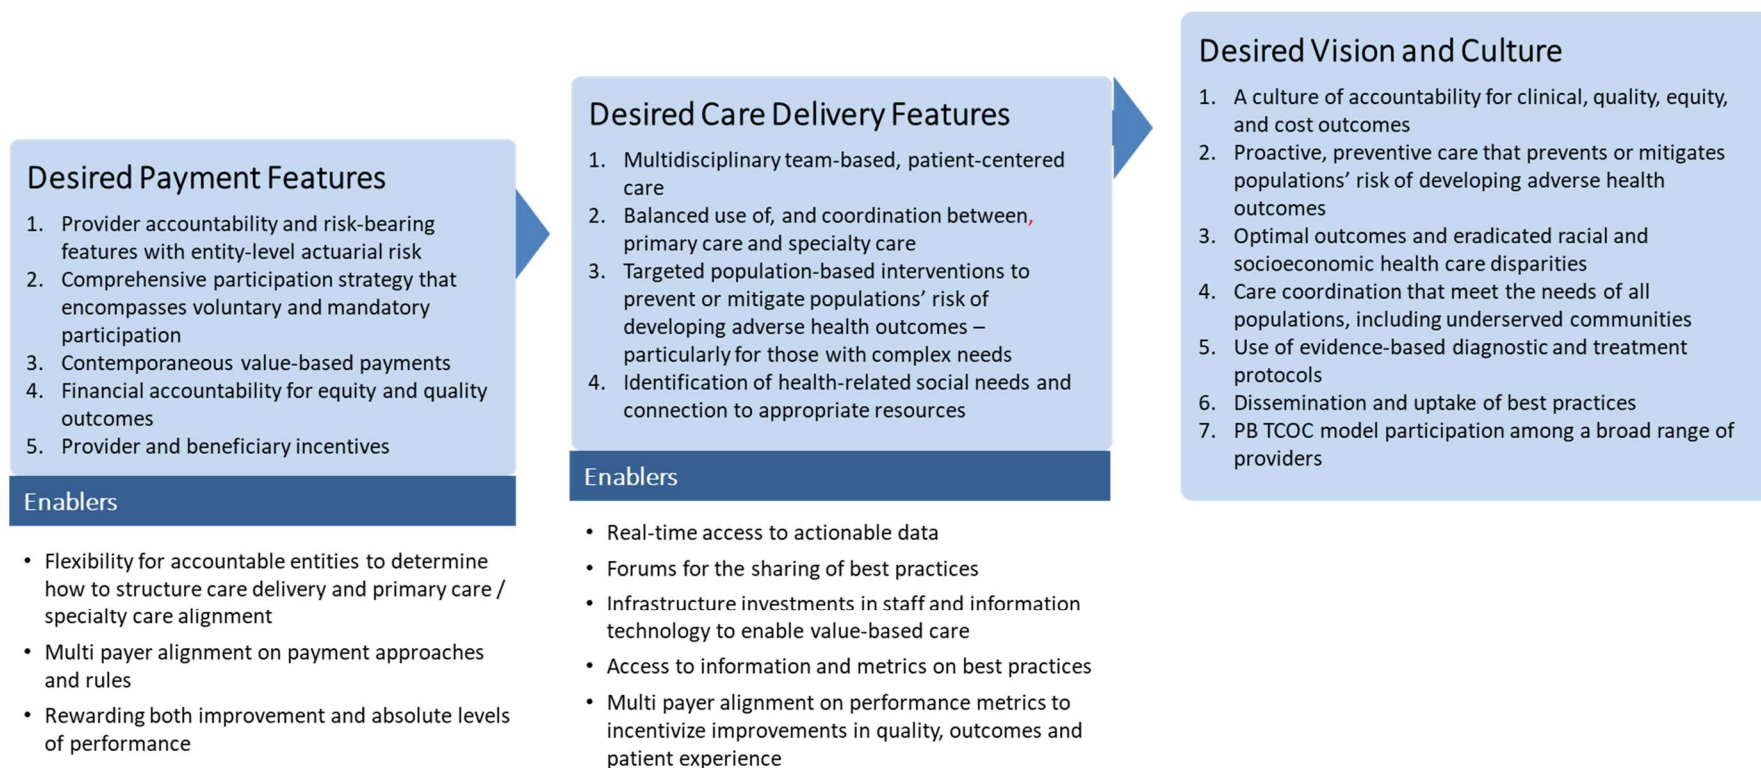 Desired Payment Features
1. Provider accountability and risk-bearing
features with entity-level actuarial risk
2. Comprehensive participation strategy that
encompasses voluntary and mandatory
participation
3. Contemporaneous value-based payments
4. Financial accountability for equity and quality
outcomes
5. Provider and beneficiary incentives
Enablers
• Flexibility for accountable entities to determine
how to structure care delivery and primary care /
specialty care alignment
• Multi payer alignment on payment approaches
and rules
• Rewarding both improvement and absolute levels
of performance
Desired Care Delivery Features
1. Multidisciplinary team-based, patient-centered
care
2. Balanced use of, and coordination between,
primary care and specialty care
3. Targeted population-based interventions to
prevent or mitigate populations’ risk of
developing adverse health outcomes –
particularly for those with complex needs
4. Identification of health-related social needs and
connection to appropriate resources
Enablers
• Real-time access to actionable data
• Forums for the sharing of best practices
• Infrastructure investments in staff and information
technology to enable value-based care
• Access to information and metrics on best practices
• Multi payer alignment on performance metrics to
incentivize improvements in quality, outcomes and
patient experience
Desired Vision and Culture
1. A culture of accountability for clinical, quality, equity,
and cost outcomes
2. Proactive, preventive care that prevents or mitigates
populations’ risk of developing adverse health
outcomes
3. Optimal outcomes and eradicated racial and
socioeconomic health care disparities
4. Care coordination that meet the needs of all
populations, including underserved communities
5. Use of evidence-based diagnostic and treatment
protocols
6. Dissemination and uptake of best practices
7. PB TCOC model participation among a broad range of
providers